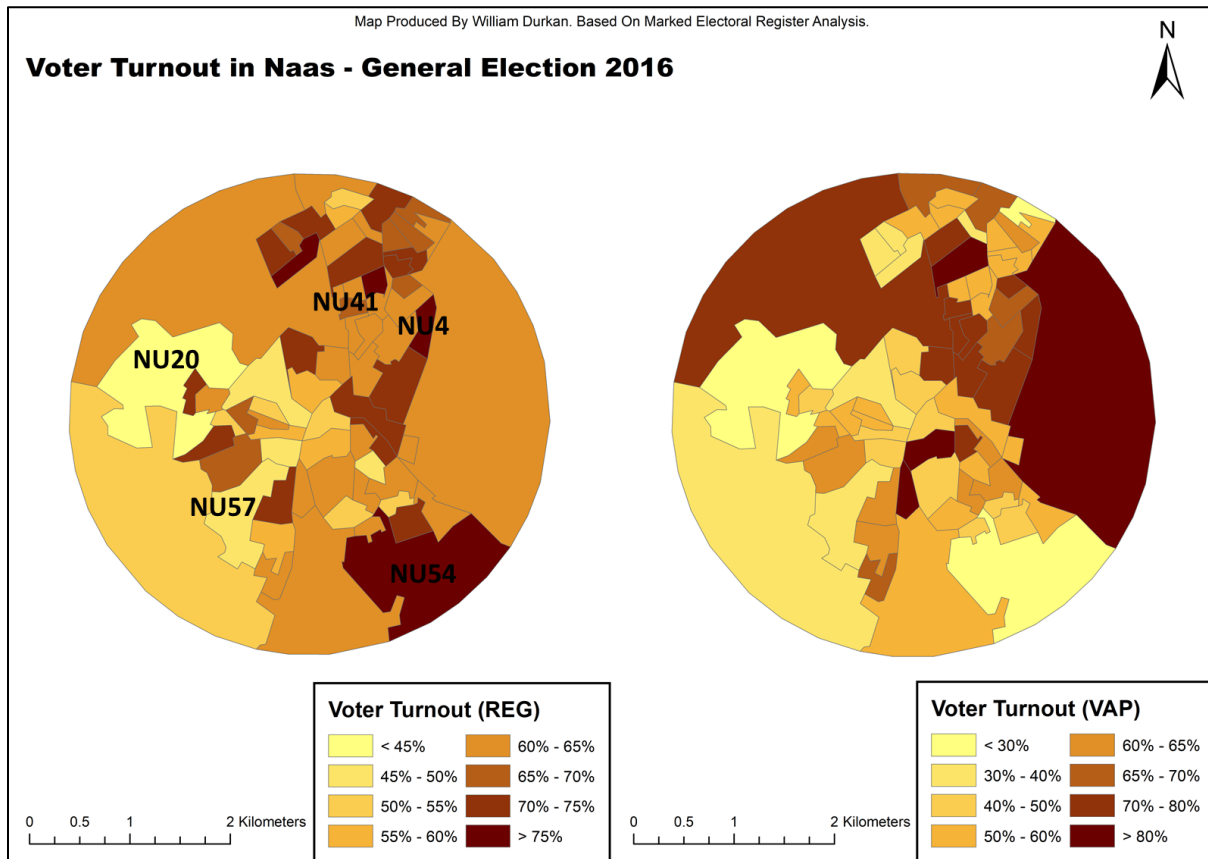 Map Produced By William Durkan. Based On Marked Electoral Register Analysis.
Voter Turnout in Naas - General Election 2016
N
NU41
NU4
NU20
NU57
NU54
Voter Turnout (REG)
< 45% 60% - 65%
45% - 50% 65% - 70%
50% - 55% 70% - 75%
55% - 60% > 75%
0 0.5 1 2 Kilometers
Voter Turnout (VAP)
< 30% 60% - 65%
30% - 40% 65% - 70%
40% - 50% 70% - 80%
50% - 60% > 80%
0 0.5 1 2 Kilometers